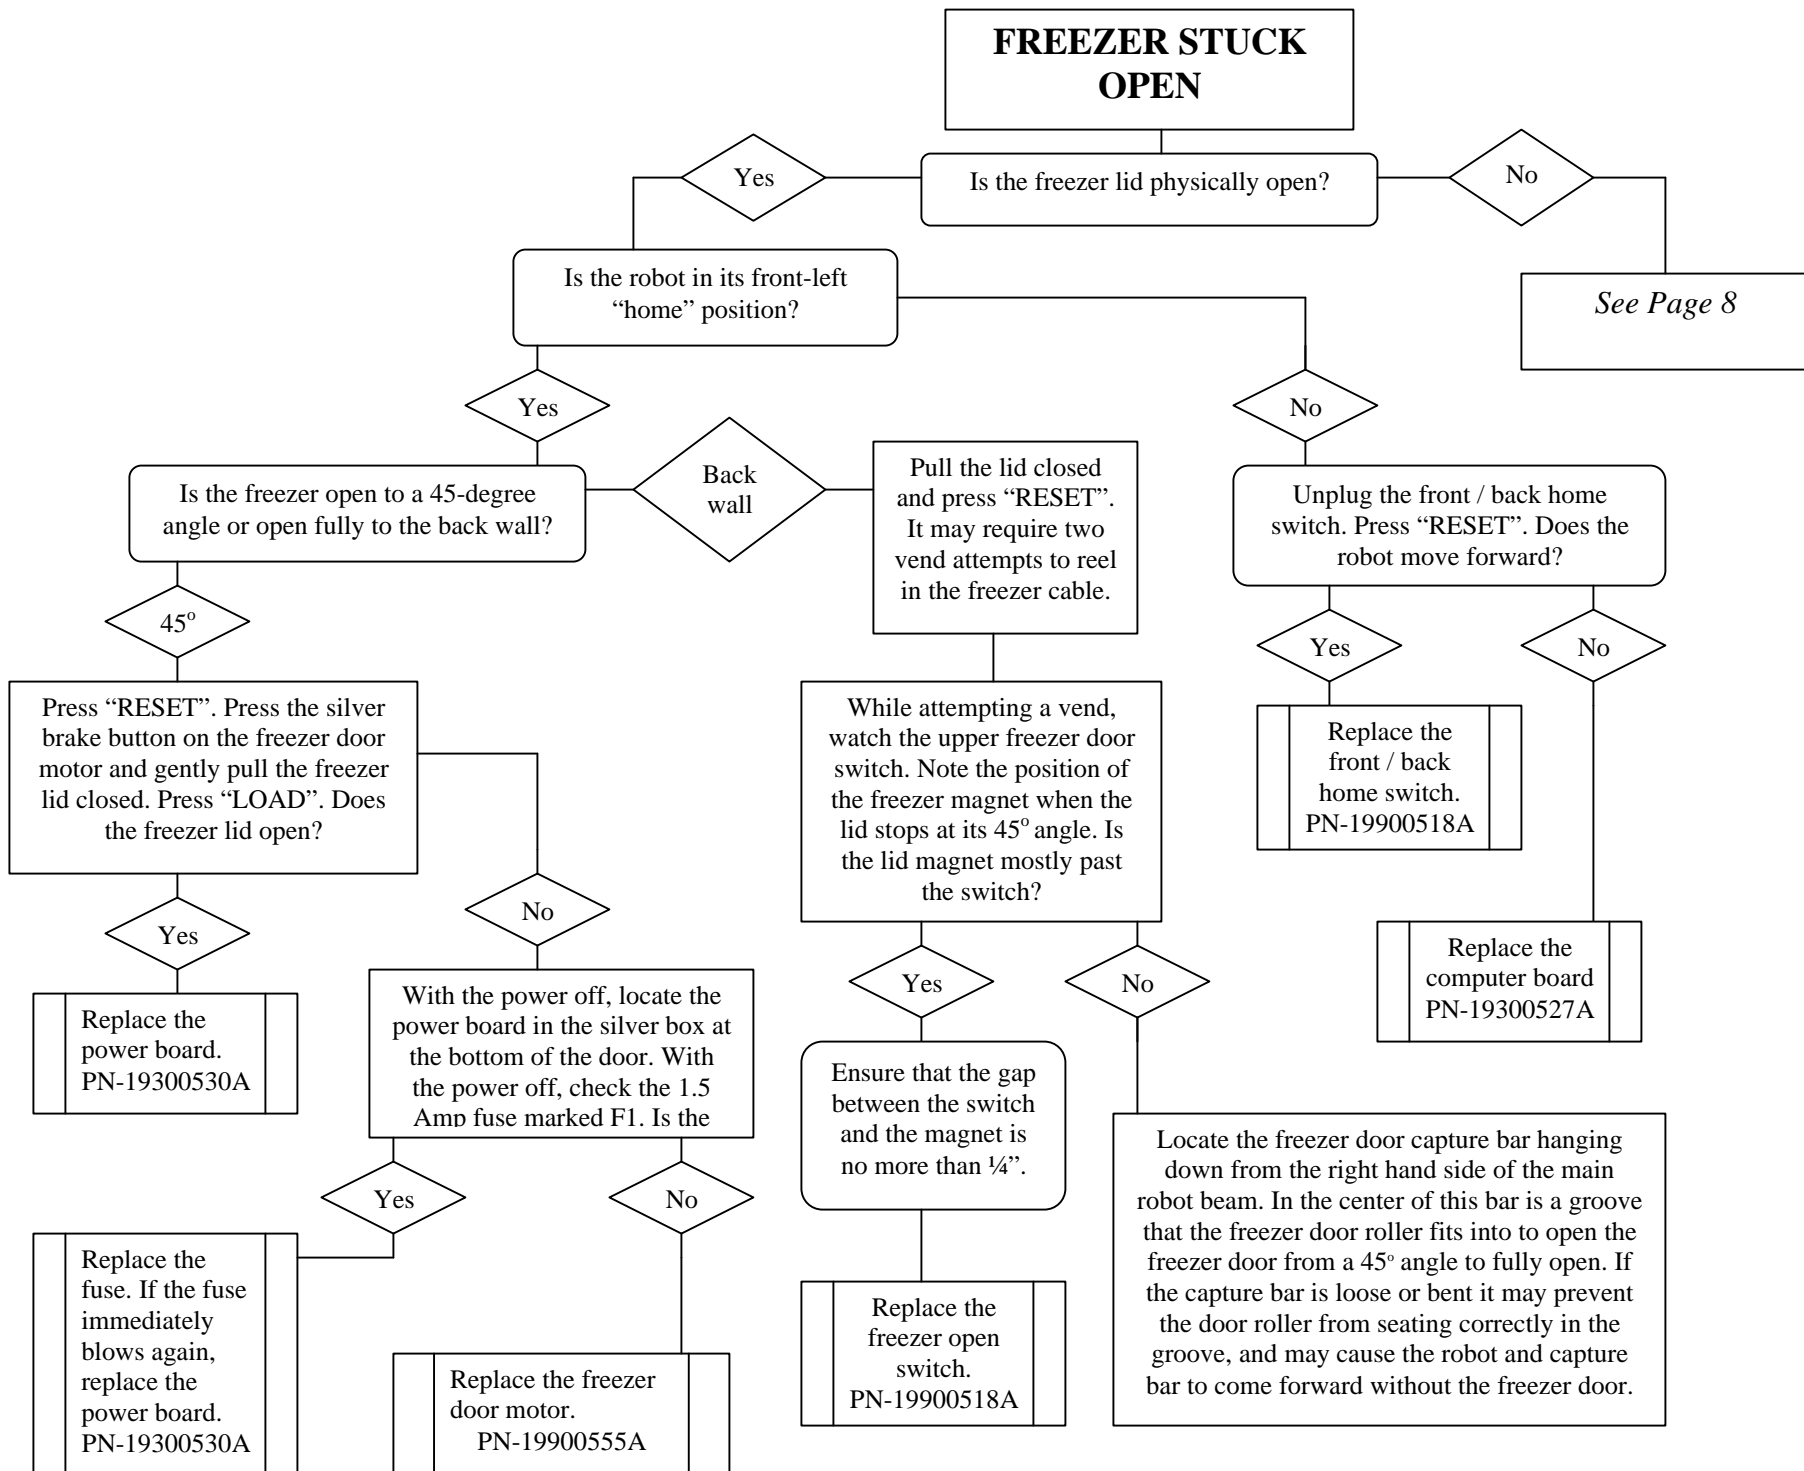 FREEZER STUCK
OPEN
Is the freezer lid physically open?
Yes
No
See Page 8
Is the robot in its front-left
“home” position?
Yes
No
Is the freezer open to a 45-degree
angle or open fully to the back wall?
Back
wall
Pull the lid closed
and press “RESET”.
It may require two
vend attempts to reel
in the freezer cable.
Unplug the front / back home
switch. Press “RESET”. Does the
robot move forward?
45o
Yes
No
Press “RESET”. Press the silver
brake button on the freezer door
motor and gently pull the freezer
lid closed. Press “LOAD”. Does
the freezer lid open?
While attempting a vend,
watch the upper freezer door
switch. Note the position of
the freezer magnet when the
lid stops at its 45o angle. Is
the lid magnet mostly past
the switch?
Replace the
front / back
home switch.
PN-19900518A
Yes
No
Yes
No
Replace the
computer board
PN-19300527A
Replace the
power board.
PN-19300530A
With the power off, locate the
power board in the silver box at
the bottom of the door. With
the power off, check the 1.5
Amp fuse marked F1. Is the
Ensure that the gap
between the switch
and the magnet is
no more than ¼”.
Locate the freezer door capture bar hanging
down from the right hand side of the main
robot beam. In the center of this bar is a groove
that the freezer door roller fits into to open the
freezer door from a 45o angle to fully open. If
the capture bar is loose or bent it may prevent
the door roller from seating correctly in the
groove, and may cause the robot and capture
bar to come forward without the freezer door.
Yes
No
Replace the
fuse. If the fuse
immediately
blows again,
replace the
power board.
PN-19300530A
Replace the freezer
door motor.
PN-19900555A
Replace the
freezer open
switch.
PN-19900518A